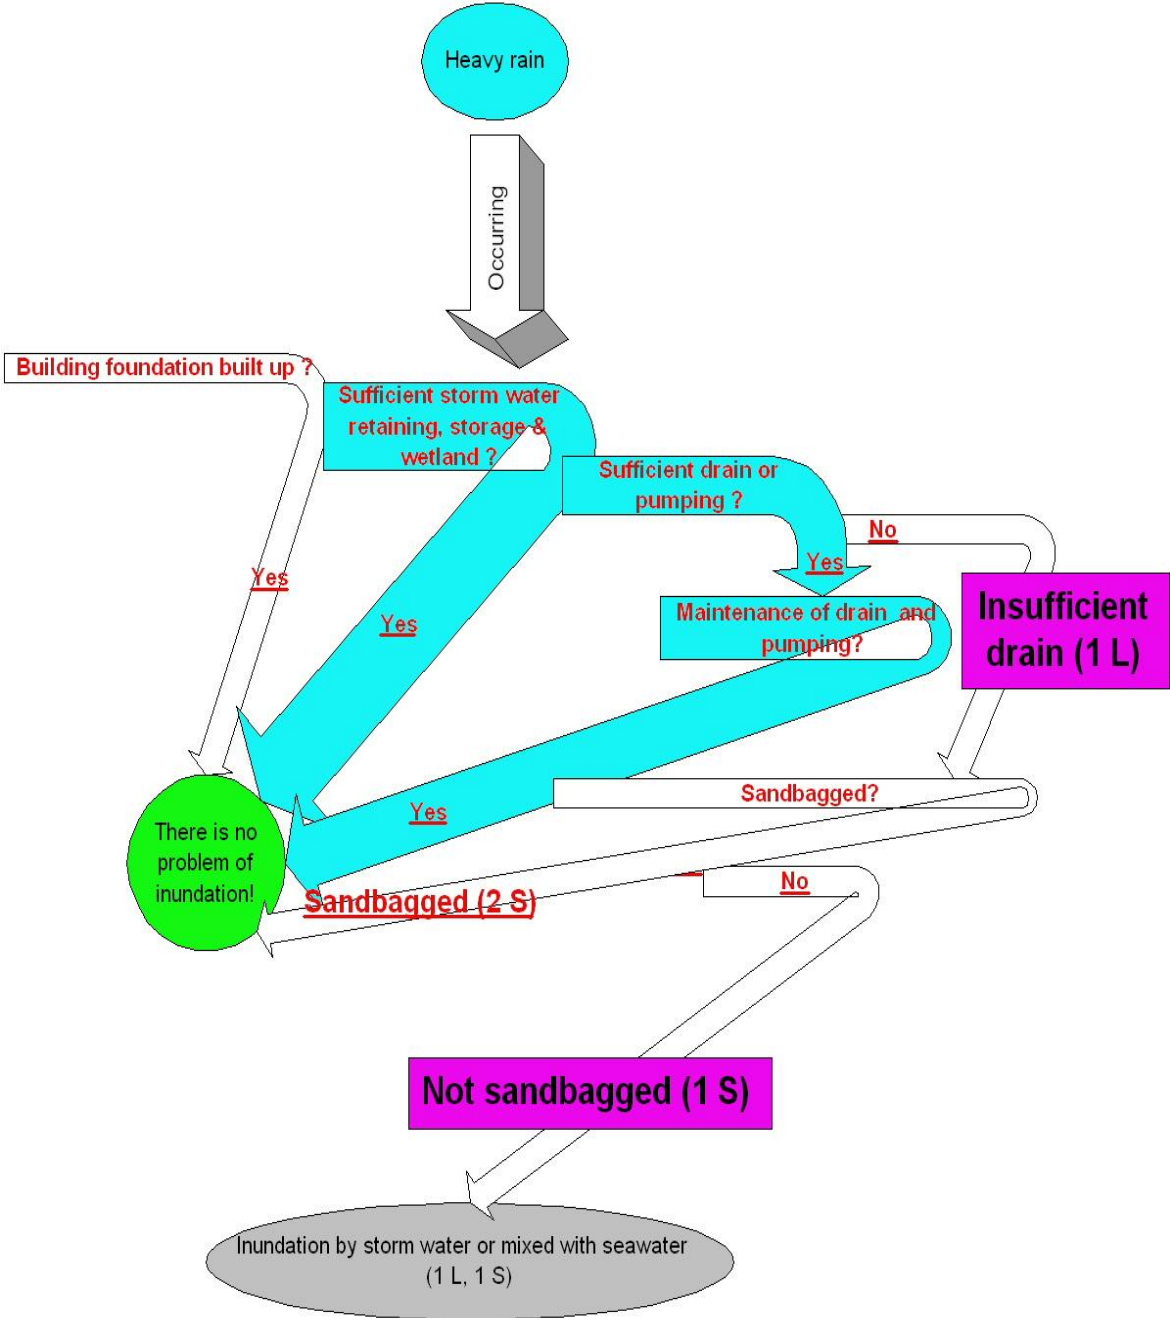 Heavy rain
Occurring
Building foundation built up ?
Sufficient storm water
retaining, storage &
wetland ?
Sufficient drain or
pumping ?
No
Yes
Yes
Yes
Maintenance of drain and
pumping?
Insufficient
drain (1 L)
Sandbagged?
Yes
There is no
problem of
inundation!
Sandbagged (2 S)
No
Not sandbagged (1 S)
Inundation by storm water or mixed with seawater
(1 L, 1 S)